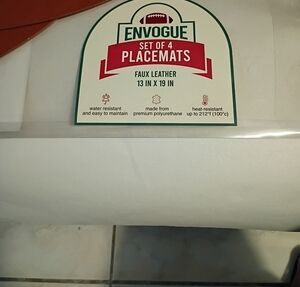 ENVOGUE
SET OF 4
PLACEMATS
FAUX LEATHER
13 IN X 19 IN
water-resistant
and easy to maintain
made from
premium polyurethane
heat-resistant
up to 212°f (100°c)